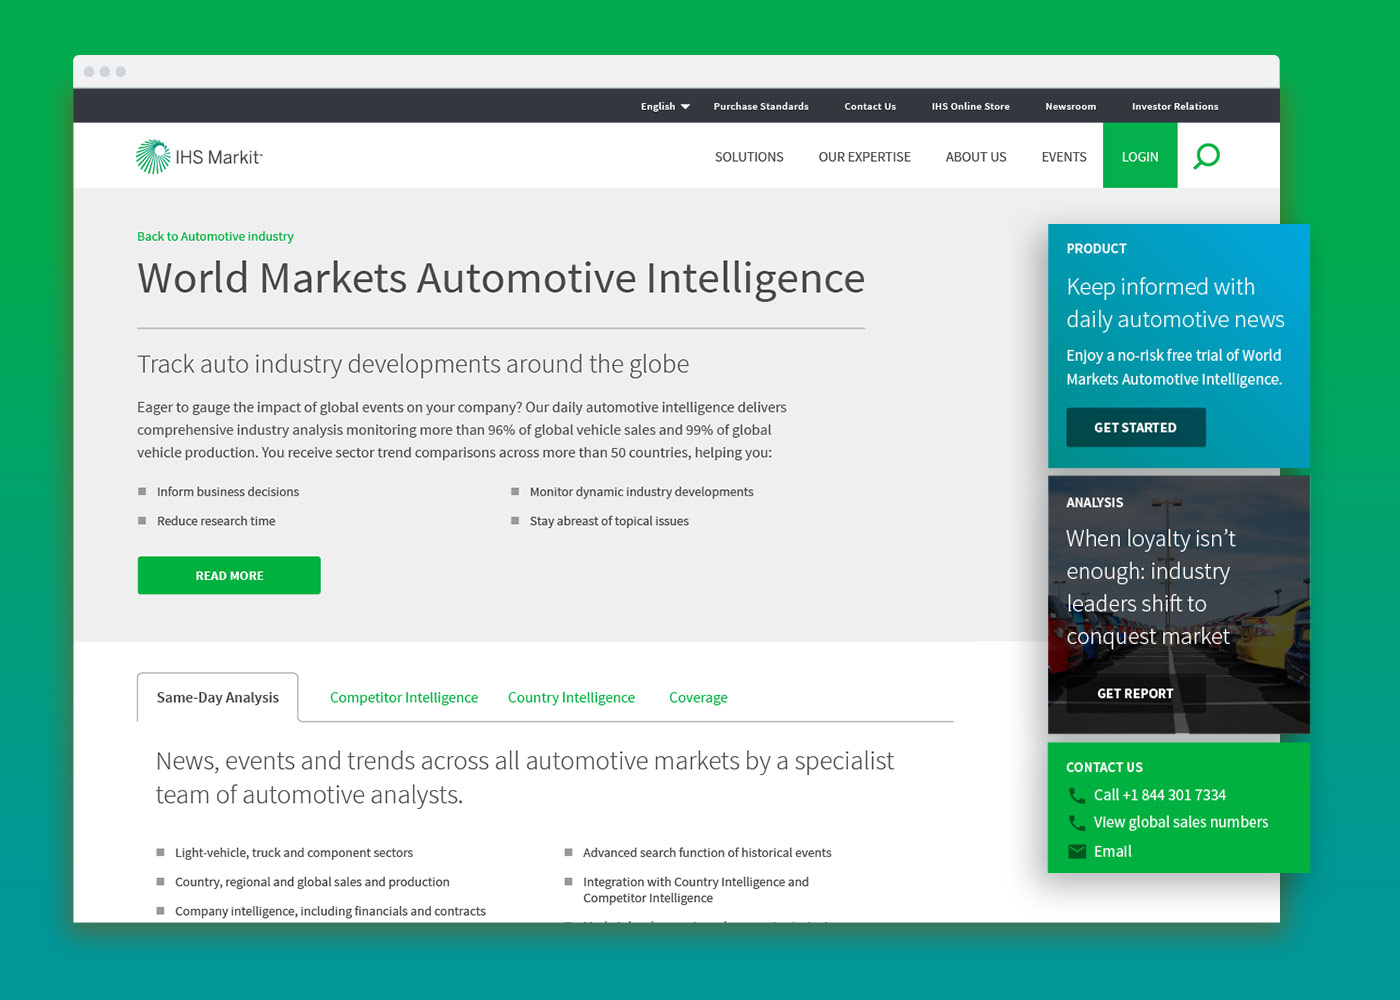 English
Purchase Standards
Contact Us
IHS Online Store
Newsroom
Investor Relations
IHS Markit
SOLUTIONS
OUR EXPERTISE
ABOUT US
EVENTS
LOGIN
Back to Automotive industry
World Markets Automotive Intelligence
Track auto industry developments around the globe
Eager to gauge the impact of global events on your company? Our daily automotive intelligence delivers
comprehensive industry analysis monitoring more than 96% of global vehicle sales and 99% of global
vehicle production. You receive sector trend comparisons across more than 50 countries, helping you:
Inform business decisions
Reduce research time
Monitor dynamic industry developments
Stay abreast of topical issues
READ MORE
Same-Day Analysis
Competitor Intelligence
Country Intelligence
Coverage
News, events and trends across all automotive markets by a specialist
team of automotive analysts.
Light-vehicle, truck and component sectors
Country, regional and global sales and production
Company intelligence, including financials and contracts
Advanced search function of historical events
Integration with Country Intelligence and
Competitor Intelligence
PRODUCT
Keep informed with
daily automotive news
Enjoy a no-risk free trial of World
Markets Automotive Intelligence.
GET STARTED
ANALYSIS
When loyalty isn’t
enough: industry
leaders shift to
conquest market
GET REPORT
CONTACT US
Call +1 844 301 7334
View global sales numbers
Email